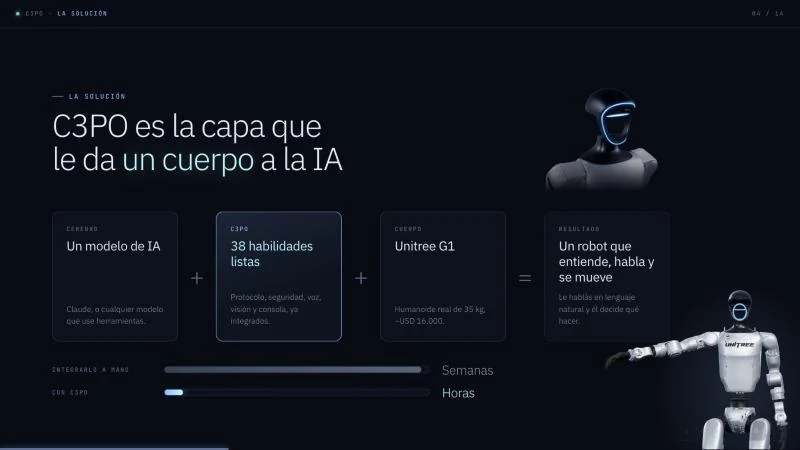 C3PO · LA SOLUCIÓN
04 / 14
LA SOLUCIÓN
C3PO es la capa que
le da un cuerpo a la IA
CEREBRO
Un modelo de IA
Claude, o cualquier modelo
que use herramientas.
+
C3PO
38 habilidades
listas
Protocolo, seguridad, voz,
visión y consola, ya
integrados.
+
CUERPO
Unitree G1
Humanoide real de 35 kg,
~USD 16.000.
=
RESULTADO
Un robot que
entiende, habla y
se mueve
Le hablás en lenguaje
natural y él decide qué
hacer.
INTEGRARLO A MANO
Semanas
CON C3PO
Horas
UNITREE